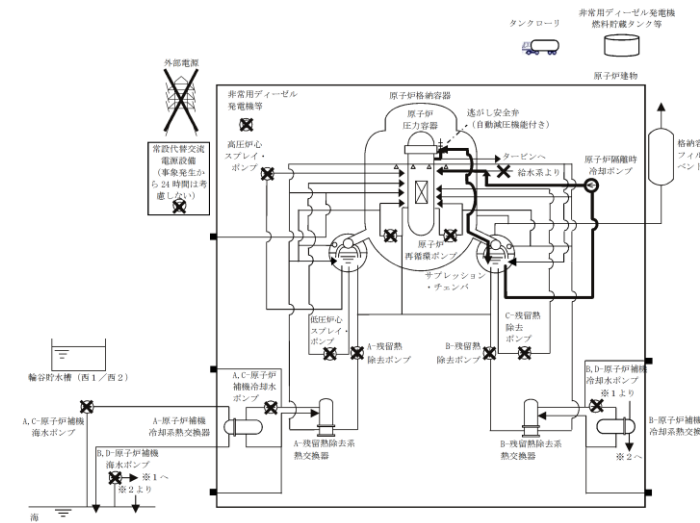 タンクローリ
非常用ディーゼル発電機
燃料貯蔵タンク等
外部電源
原子炉建物
非常用ディーゼル
発電機等
原子炉格納容器
原子炉
圧力容器
逃がし安全弁
(自動減圧機能付き)
高圧炉心
スプレイ・
ポンプ
常設代替交流
電源設備
(事象発生か
ら24時間は考
慮しない)
タービンへ
給水系より
原子炉隔離時
冷却ポンプ
格納容
フィル
ベント
原子炉
再循環ポンプ
サプレッション
・チェンバ
低圧炉心
スプレイ・
ポンプ
A-残留熱
除去ポンプ
B-残留熱
除去ポンプ
C-残留熱
除去
ポンプ
輪谷貯水槽(西1/西2)
A,C-原子炉
補機冷却水
ポンプ
B,D-原子炉補機
冷却水ポンプ
※1より
A,C-原子炉補機
海水ポンプ
A-原子炉補機
冷却系熱交換器
B-原子炉補機
冷却系熱交換
A-残留熱除去系
熱交換器
B-残留熱除去系
熱交換器
※2へ
B,D-原子炉補機
海水ポンプ
※1へ
※2より
海